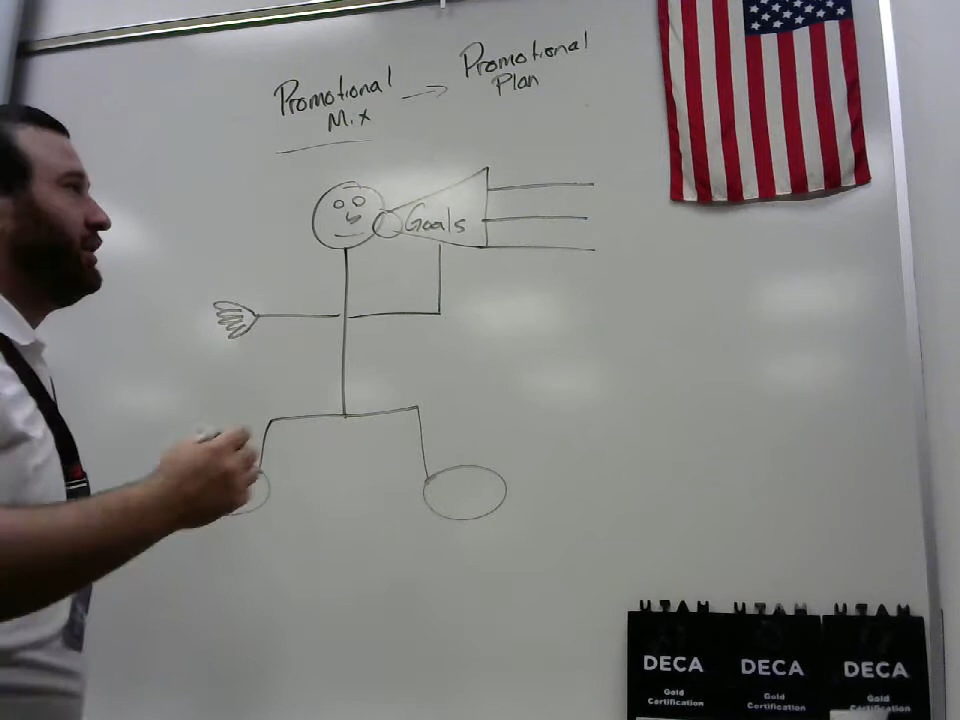 Promotional Mix → Promotional Plan
Goals
UTAH UTAH UTAH
DECA DECA DECA
Gold Certification Gold Certification Gold Certification